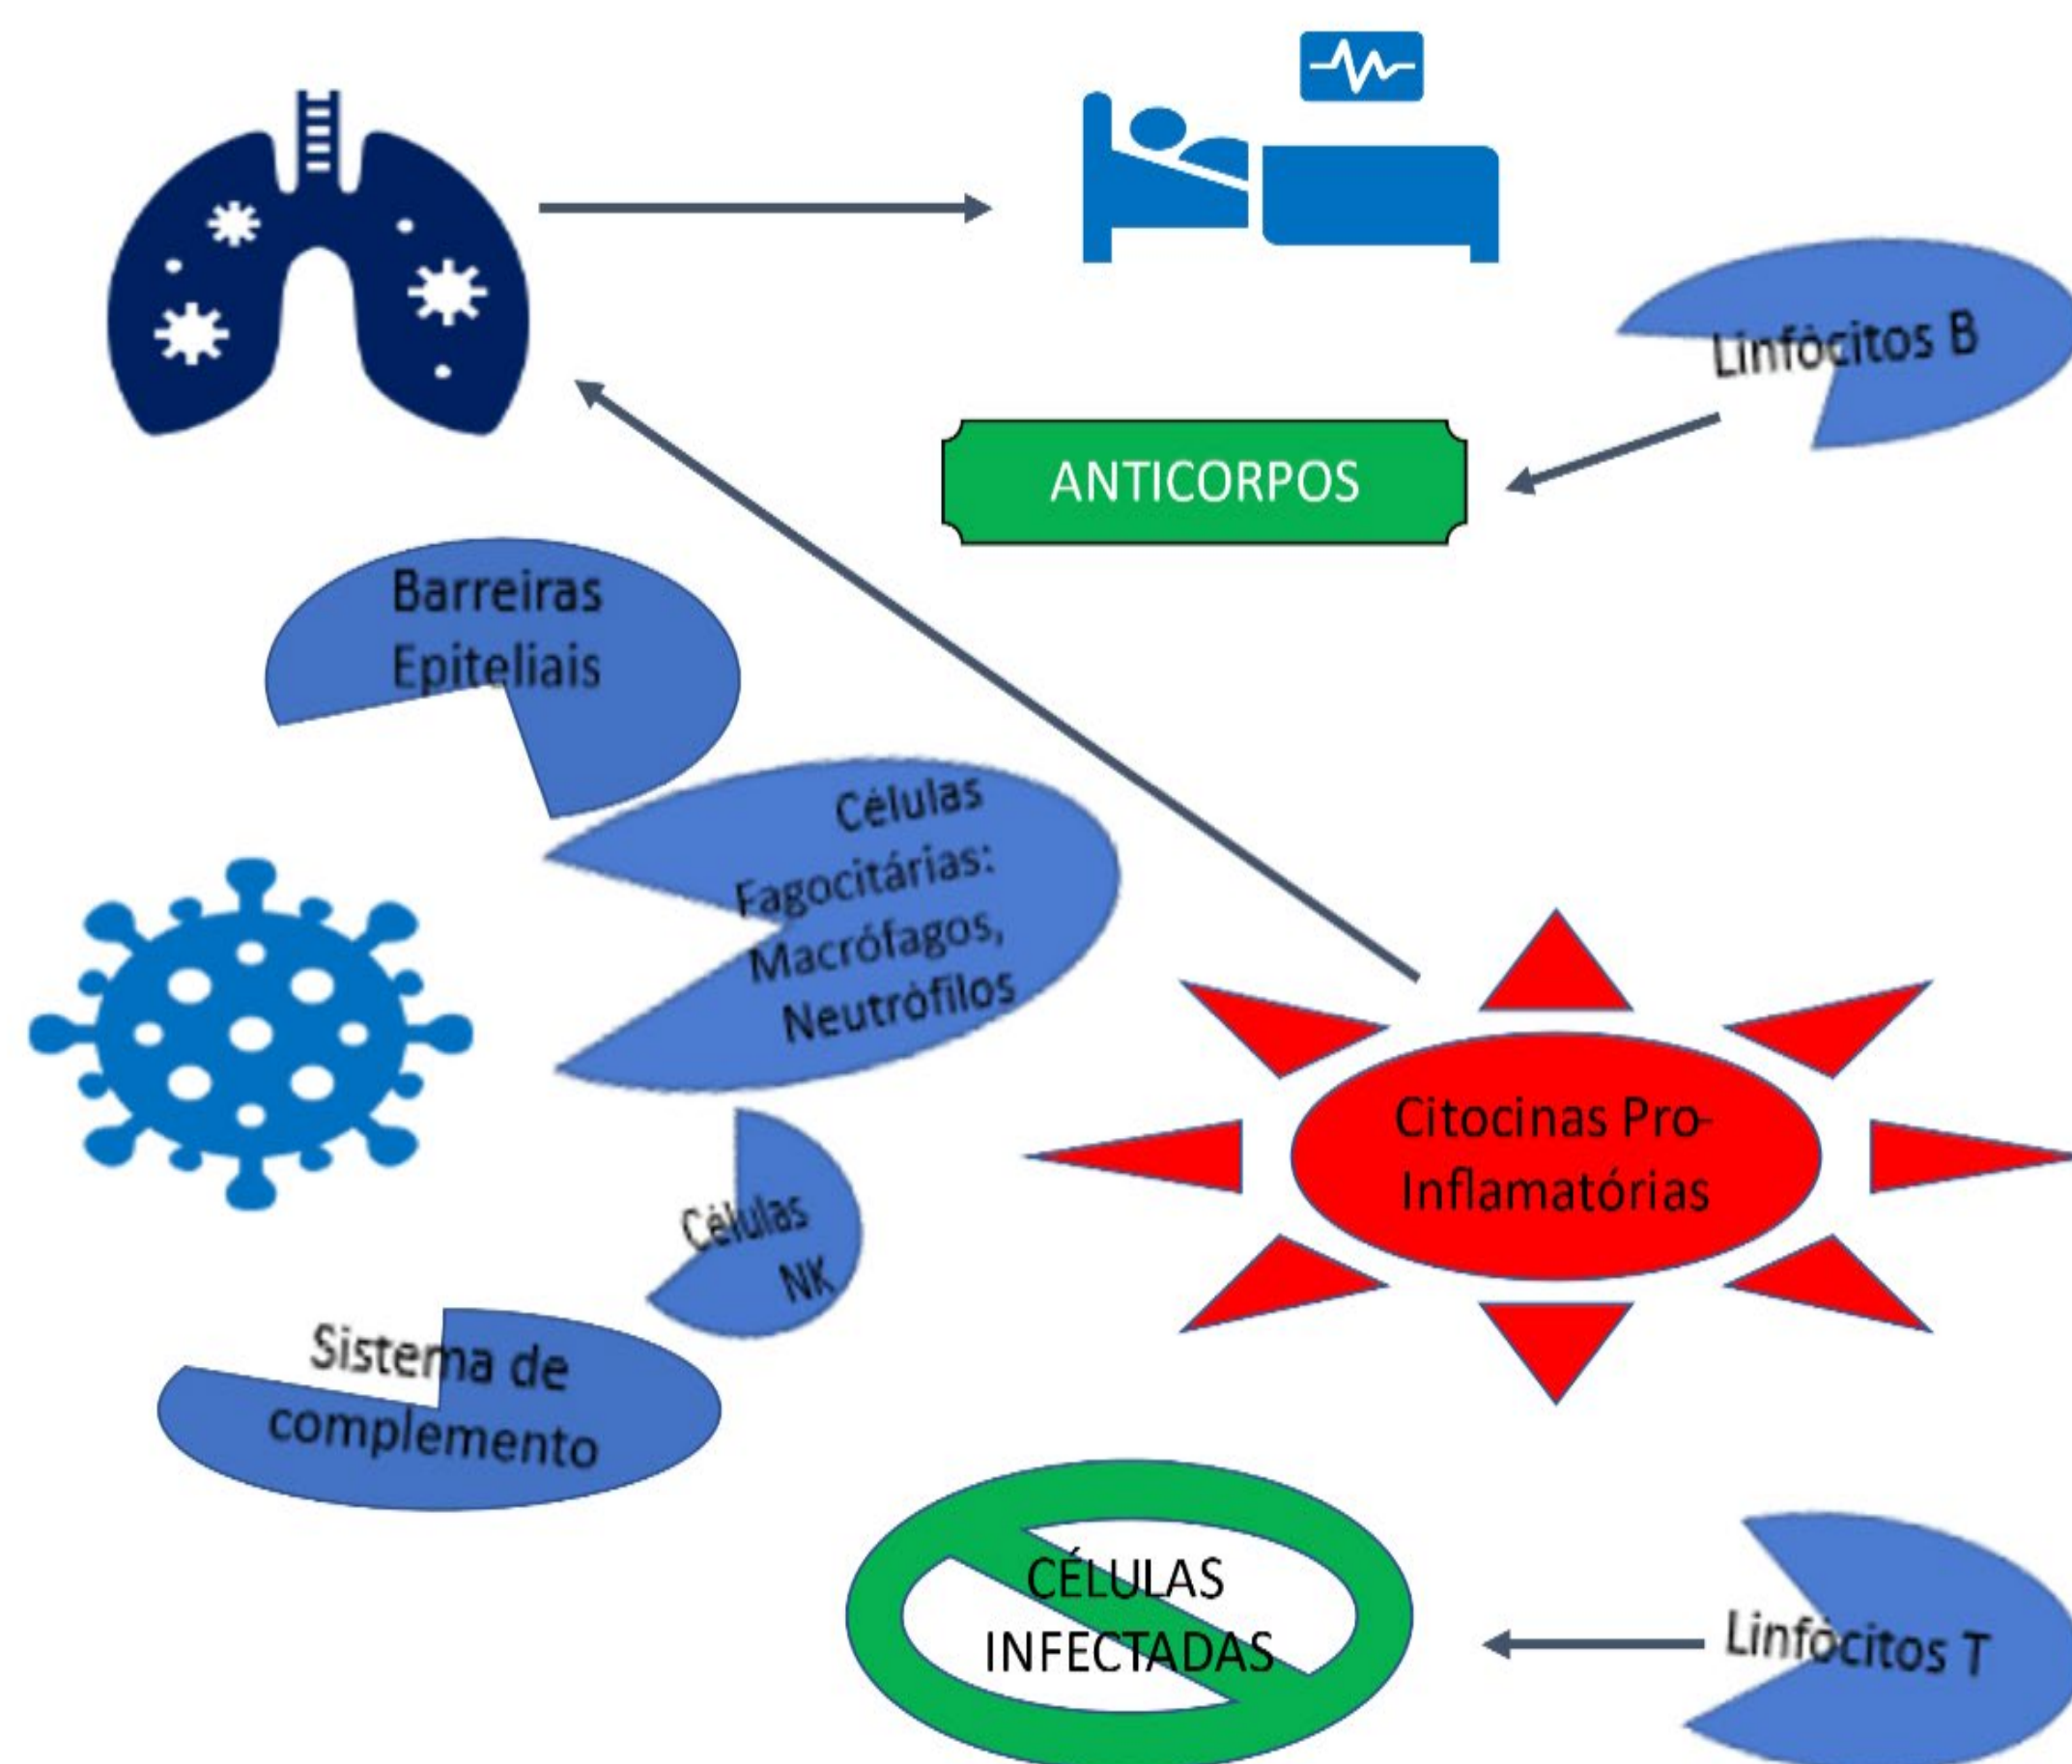 Linfócitos B
ANTICORPOS
Barreiras
Epiteliais
Células
Fagocitárias:
Macrófagos,
Neutrófilos
Citocinas Pro-
Inflamatórias
Células
NK
Sistema de
complemento
CÉLULAS
INFECTADAS
Linfócitos T